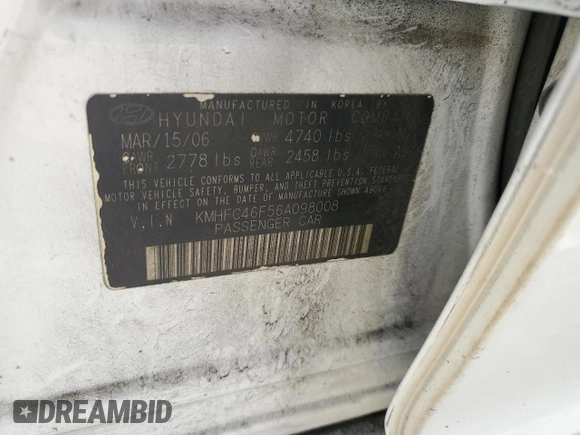 MANUFACTURED IN KOREA BY
HYUNDAI MOTOR COMPANY
MAR/15/06 GVWR 4740 lbs
GAWR FRONT 2778 lbs GAWR REAR 2458 lbs
THIS VEHICLE CONFORMS TO ALL APPLICABLE U.S.A. FEDERAL
MOTOR VEHICLE SAFETY, BUMPER, AND THEFT PREVENTION STANDARDS
IN EFFECT ON THE DATE OF MANUFACTURE SHOWN ABOVE
V.I.N KMHFC46F56A098008
PASSENGER CAR
DREAMBID